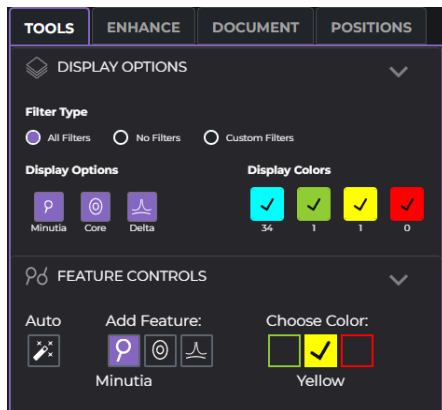 TOOLS ENHANCE DOCUMENT POSITIONS
DISPLAY OPTIONS
Filter Type
All Filters No Filters Custom Filters
Display Options Display Colors
Minutia Core Delta 34 1 1 0
FEATURE CONTROLS
Auto Add Feature: Choose Color:
Minutia Yellow